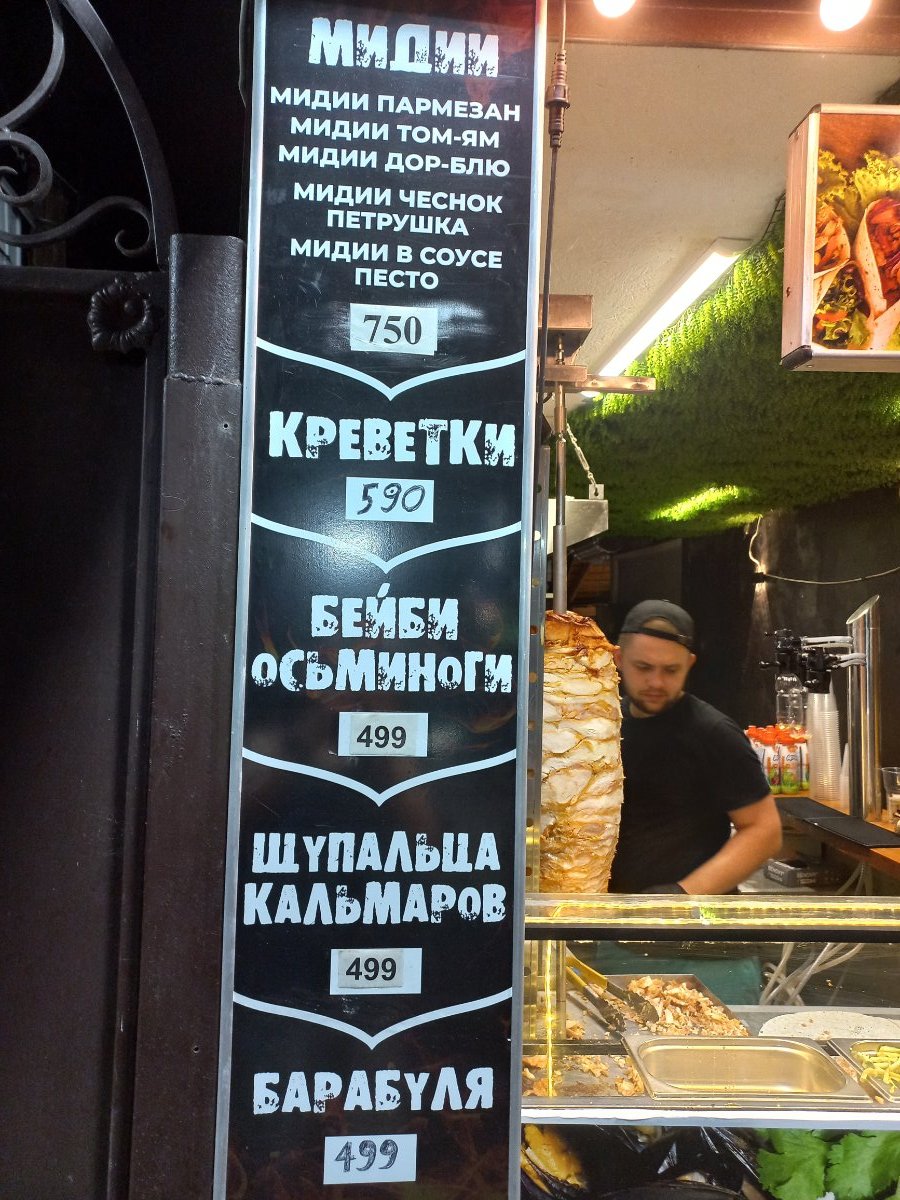 МИДИИ
МИДИИ ПАРМЕЗАН
МИДИИ ТОМ-ЯМ
МИДИИ ДОР-БЛЮ
МИДИИ ЧЕСНОК
ПЕТРУШКА
МИДИИ В СОУСЕ
ПЕСТО
750
КРЕВЕТКИ
590
БЕЙБИ
ОСЬМИНОГИ
499
ЩУПАЛЬЦА
КАЛЬМАРОВ
499
БАРАБУЛЯ
499